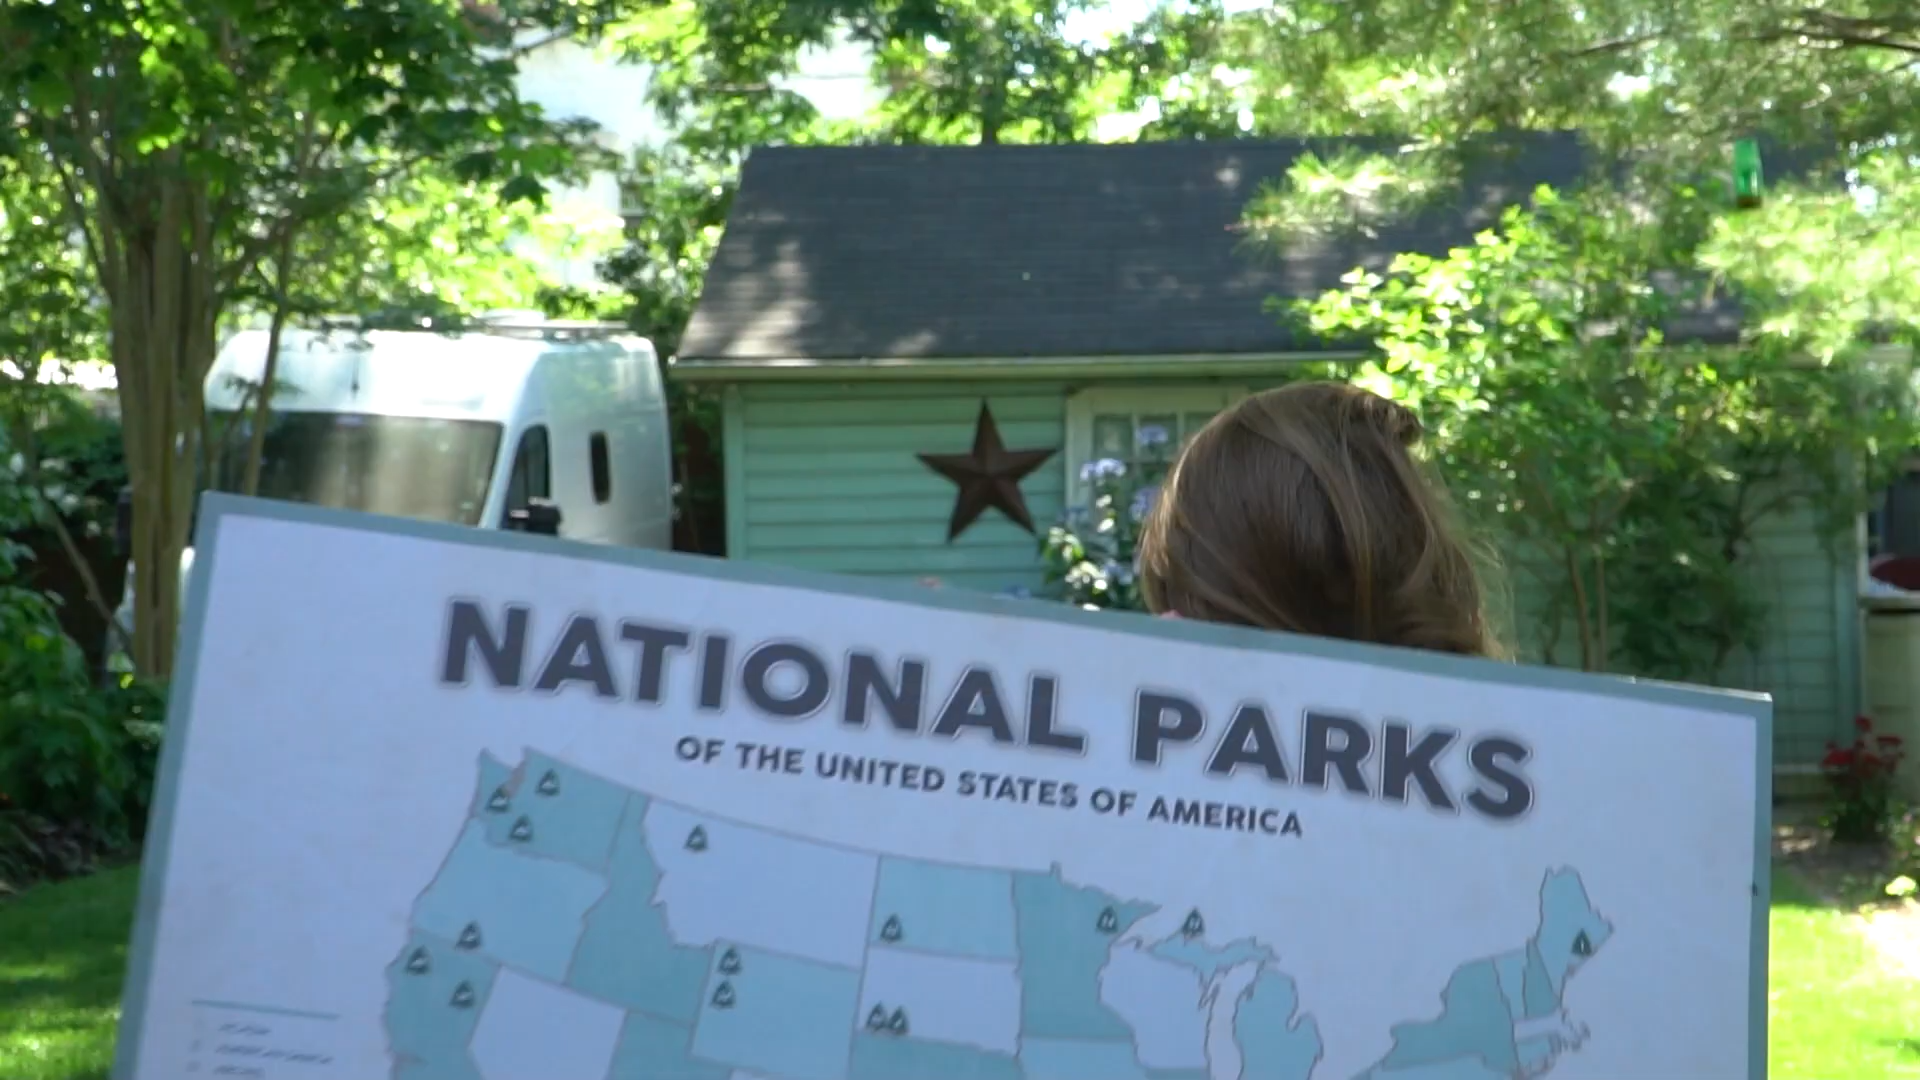 NATIONAL PARKS
OF THE UNITED STATES OF AMERICA